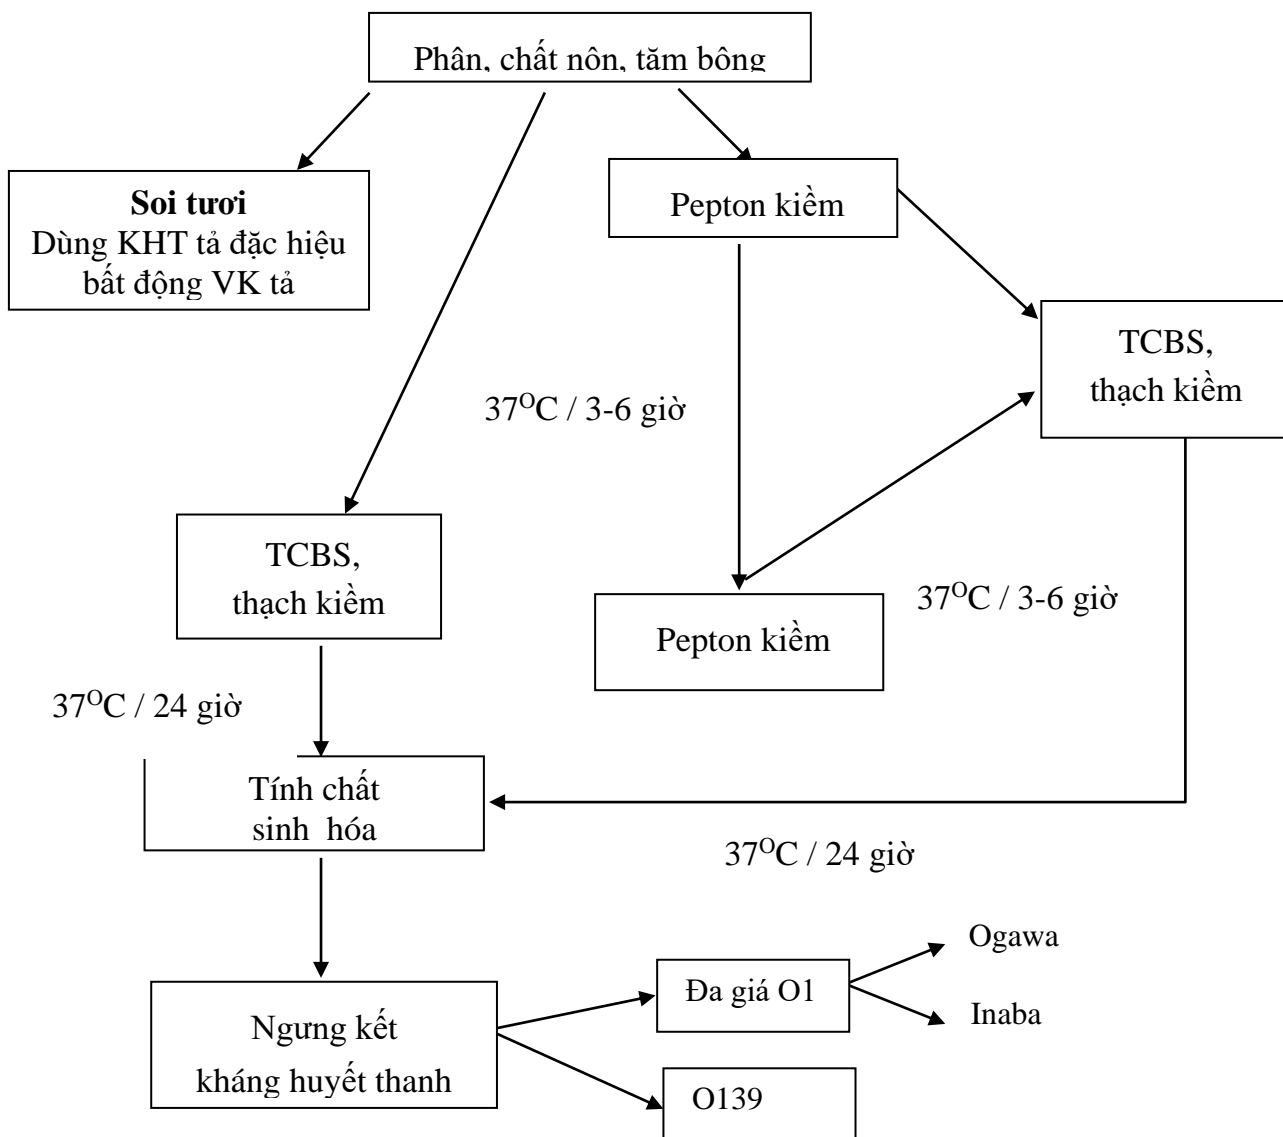 Phân, chất nôn, tăm bông
Soi tươi
Dùng KHT tả đặc hiệu
bất động VK tả
Pepton kiềm
TCBS,
thạch kiềm
37OC / 3-6 giờ
TCBS,
thạch kiềm
Pepton kiềm
37OC / 3-6 giờ
37OC / 24 giờ
Tính chất
sinh hóa
37OC / 24 giờ
Ngưng kết
kháng huyết thanh
Đa giá O1
Ogawa
Inaba
O139